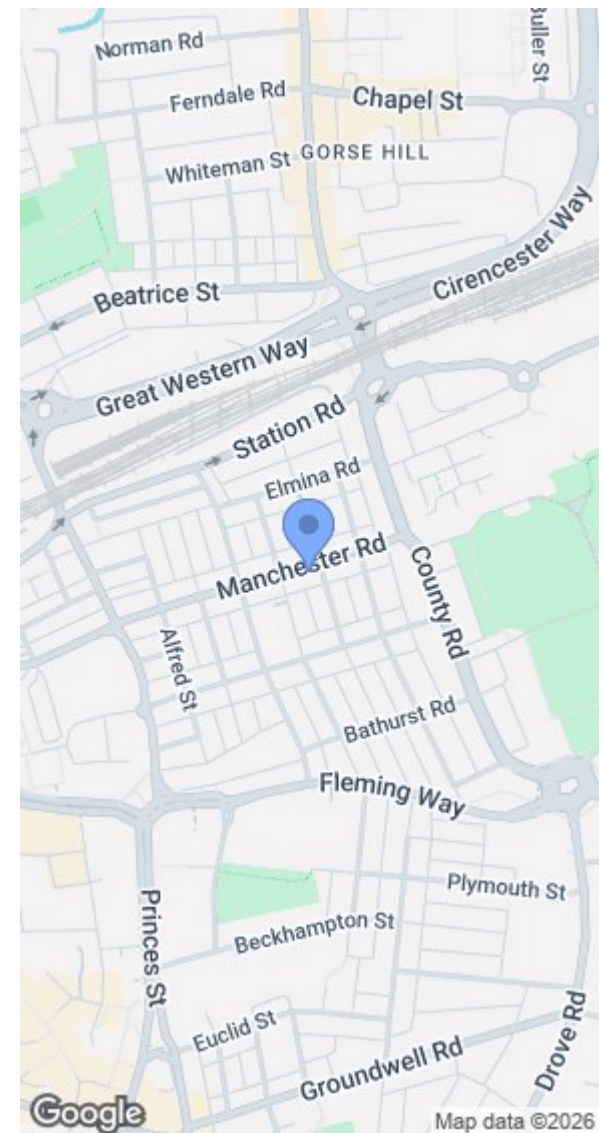 Norman Rd
Buller St
Ferndale Rd
Chapel St
Whiteman St
GORSE HILL
Cirencester Way
Beatrice St
Great Western Way
Station Rd
Elmina Rd
Manchester Rd
County Rd
Alfred St
Bathurst Rd
Fleming Way
Plymouth St
Princes St
Beckhampton St
Euclid St
Groundwell Rd
Drove Rd
Google
Map data ©2026